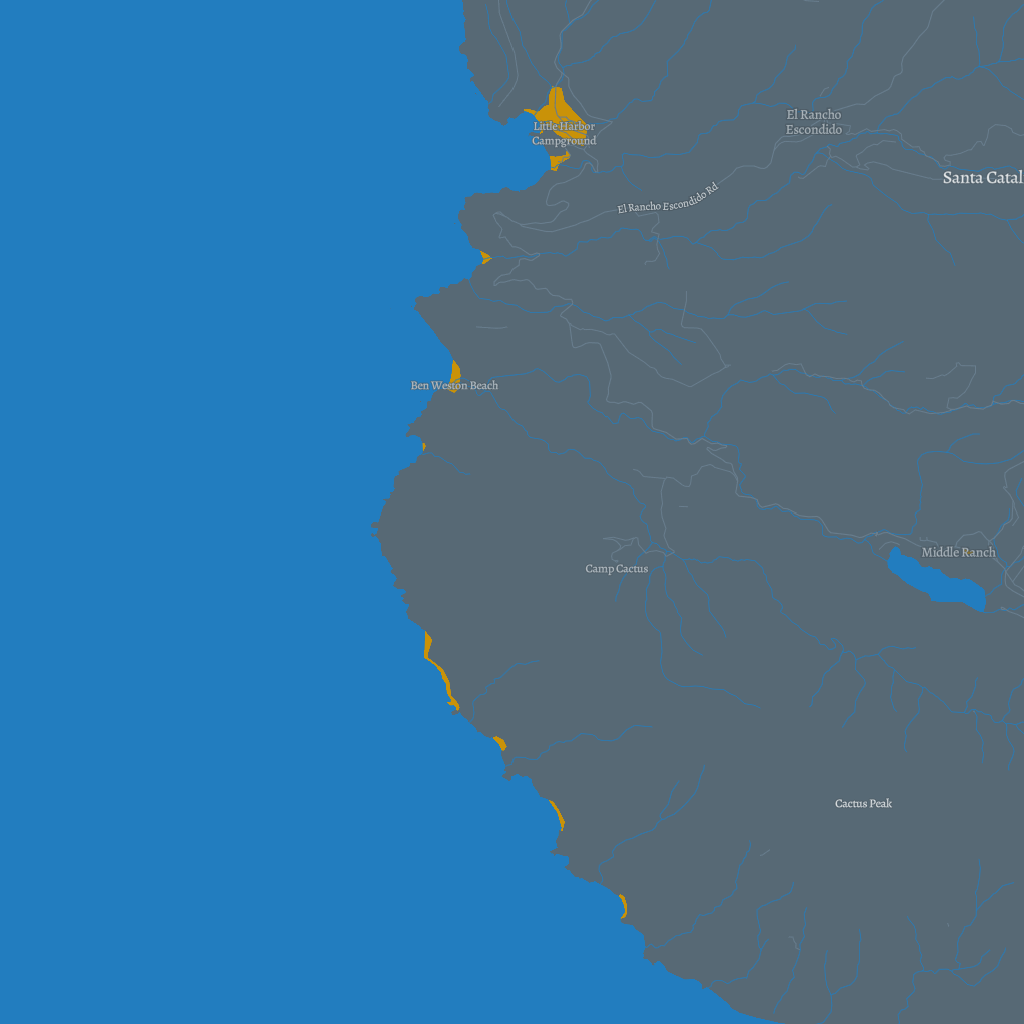 El Rancho
Escondido
Little Harbor
Campground
Santa Catali
El Rancho Escondido Rd
Ben Weston Beach
Middle Ranch
Camp Cactus
Cactus Peak